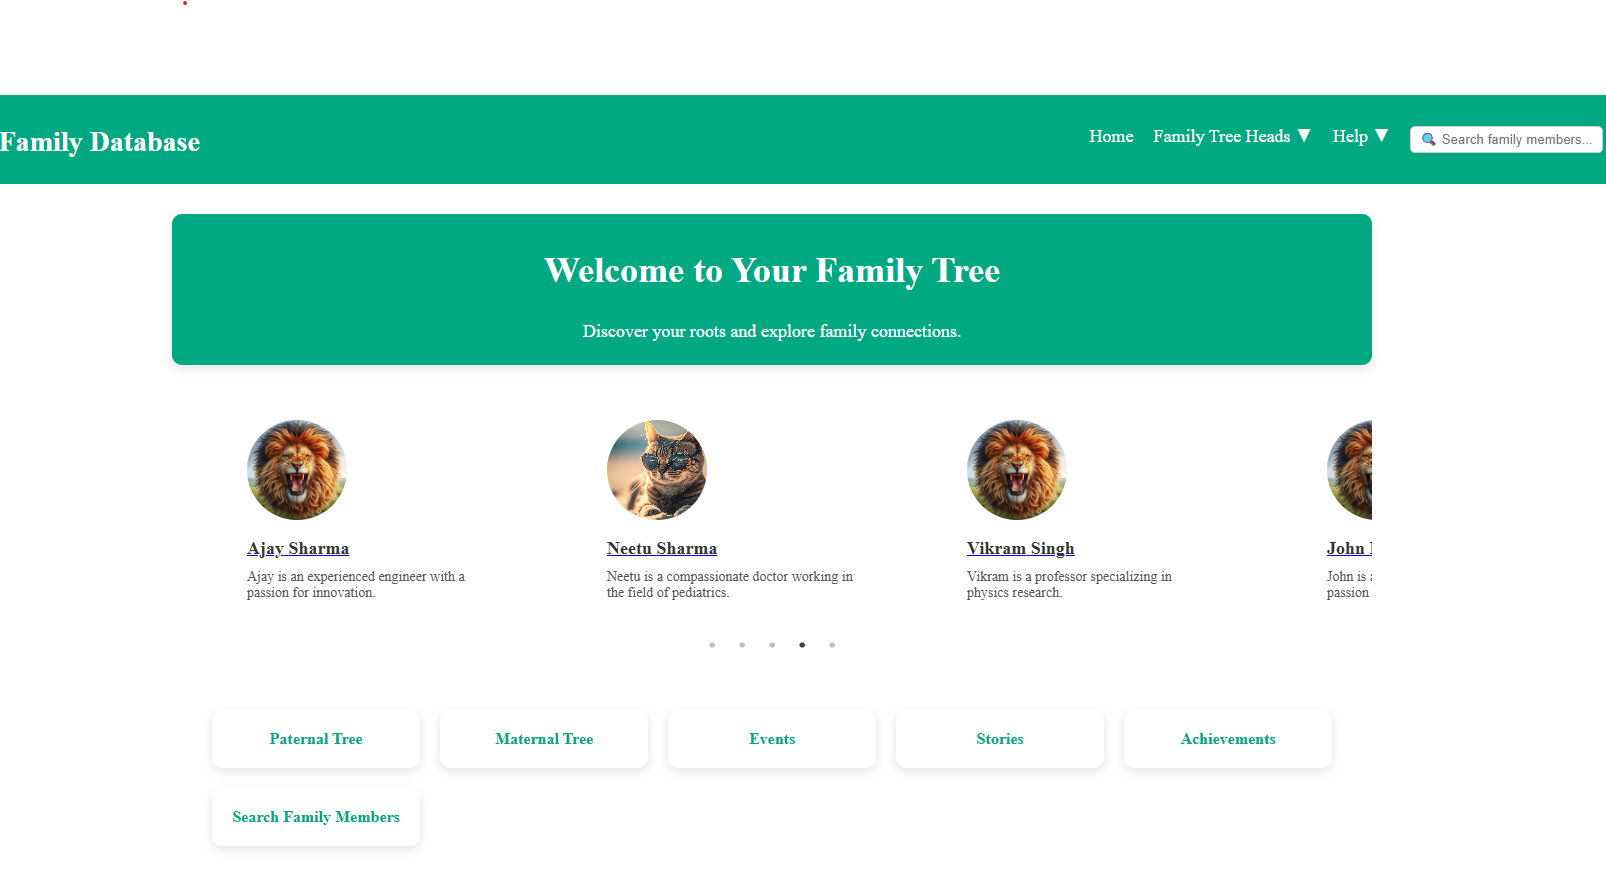 Family Database
Home Family Tree Heads ▼ Help ▼ 🔍 Search family members...
Welcome to Your Family Tree
Discover your roots and explore family connections.
Ajay Sharma
Ajay is an experienced engineer with a
passion for innovation.
Neetu Sharma
Neetu is a compassionate doctor working in
the field of pediatrics.
Vikram Singh
Vikram is a professor specializing in
physics research.
John
John is
passion
Paternal Tree
Maternal Tree
Events
Stories
Achievements
Search Family Members